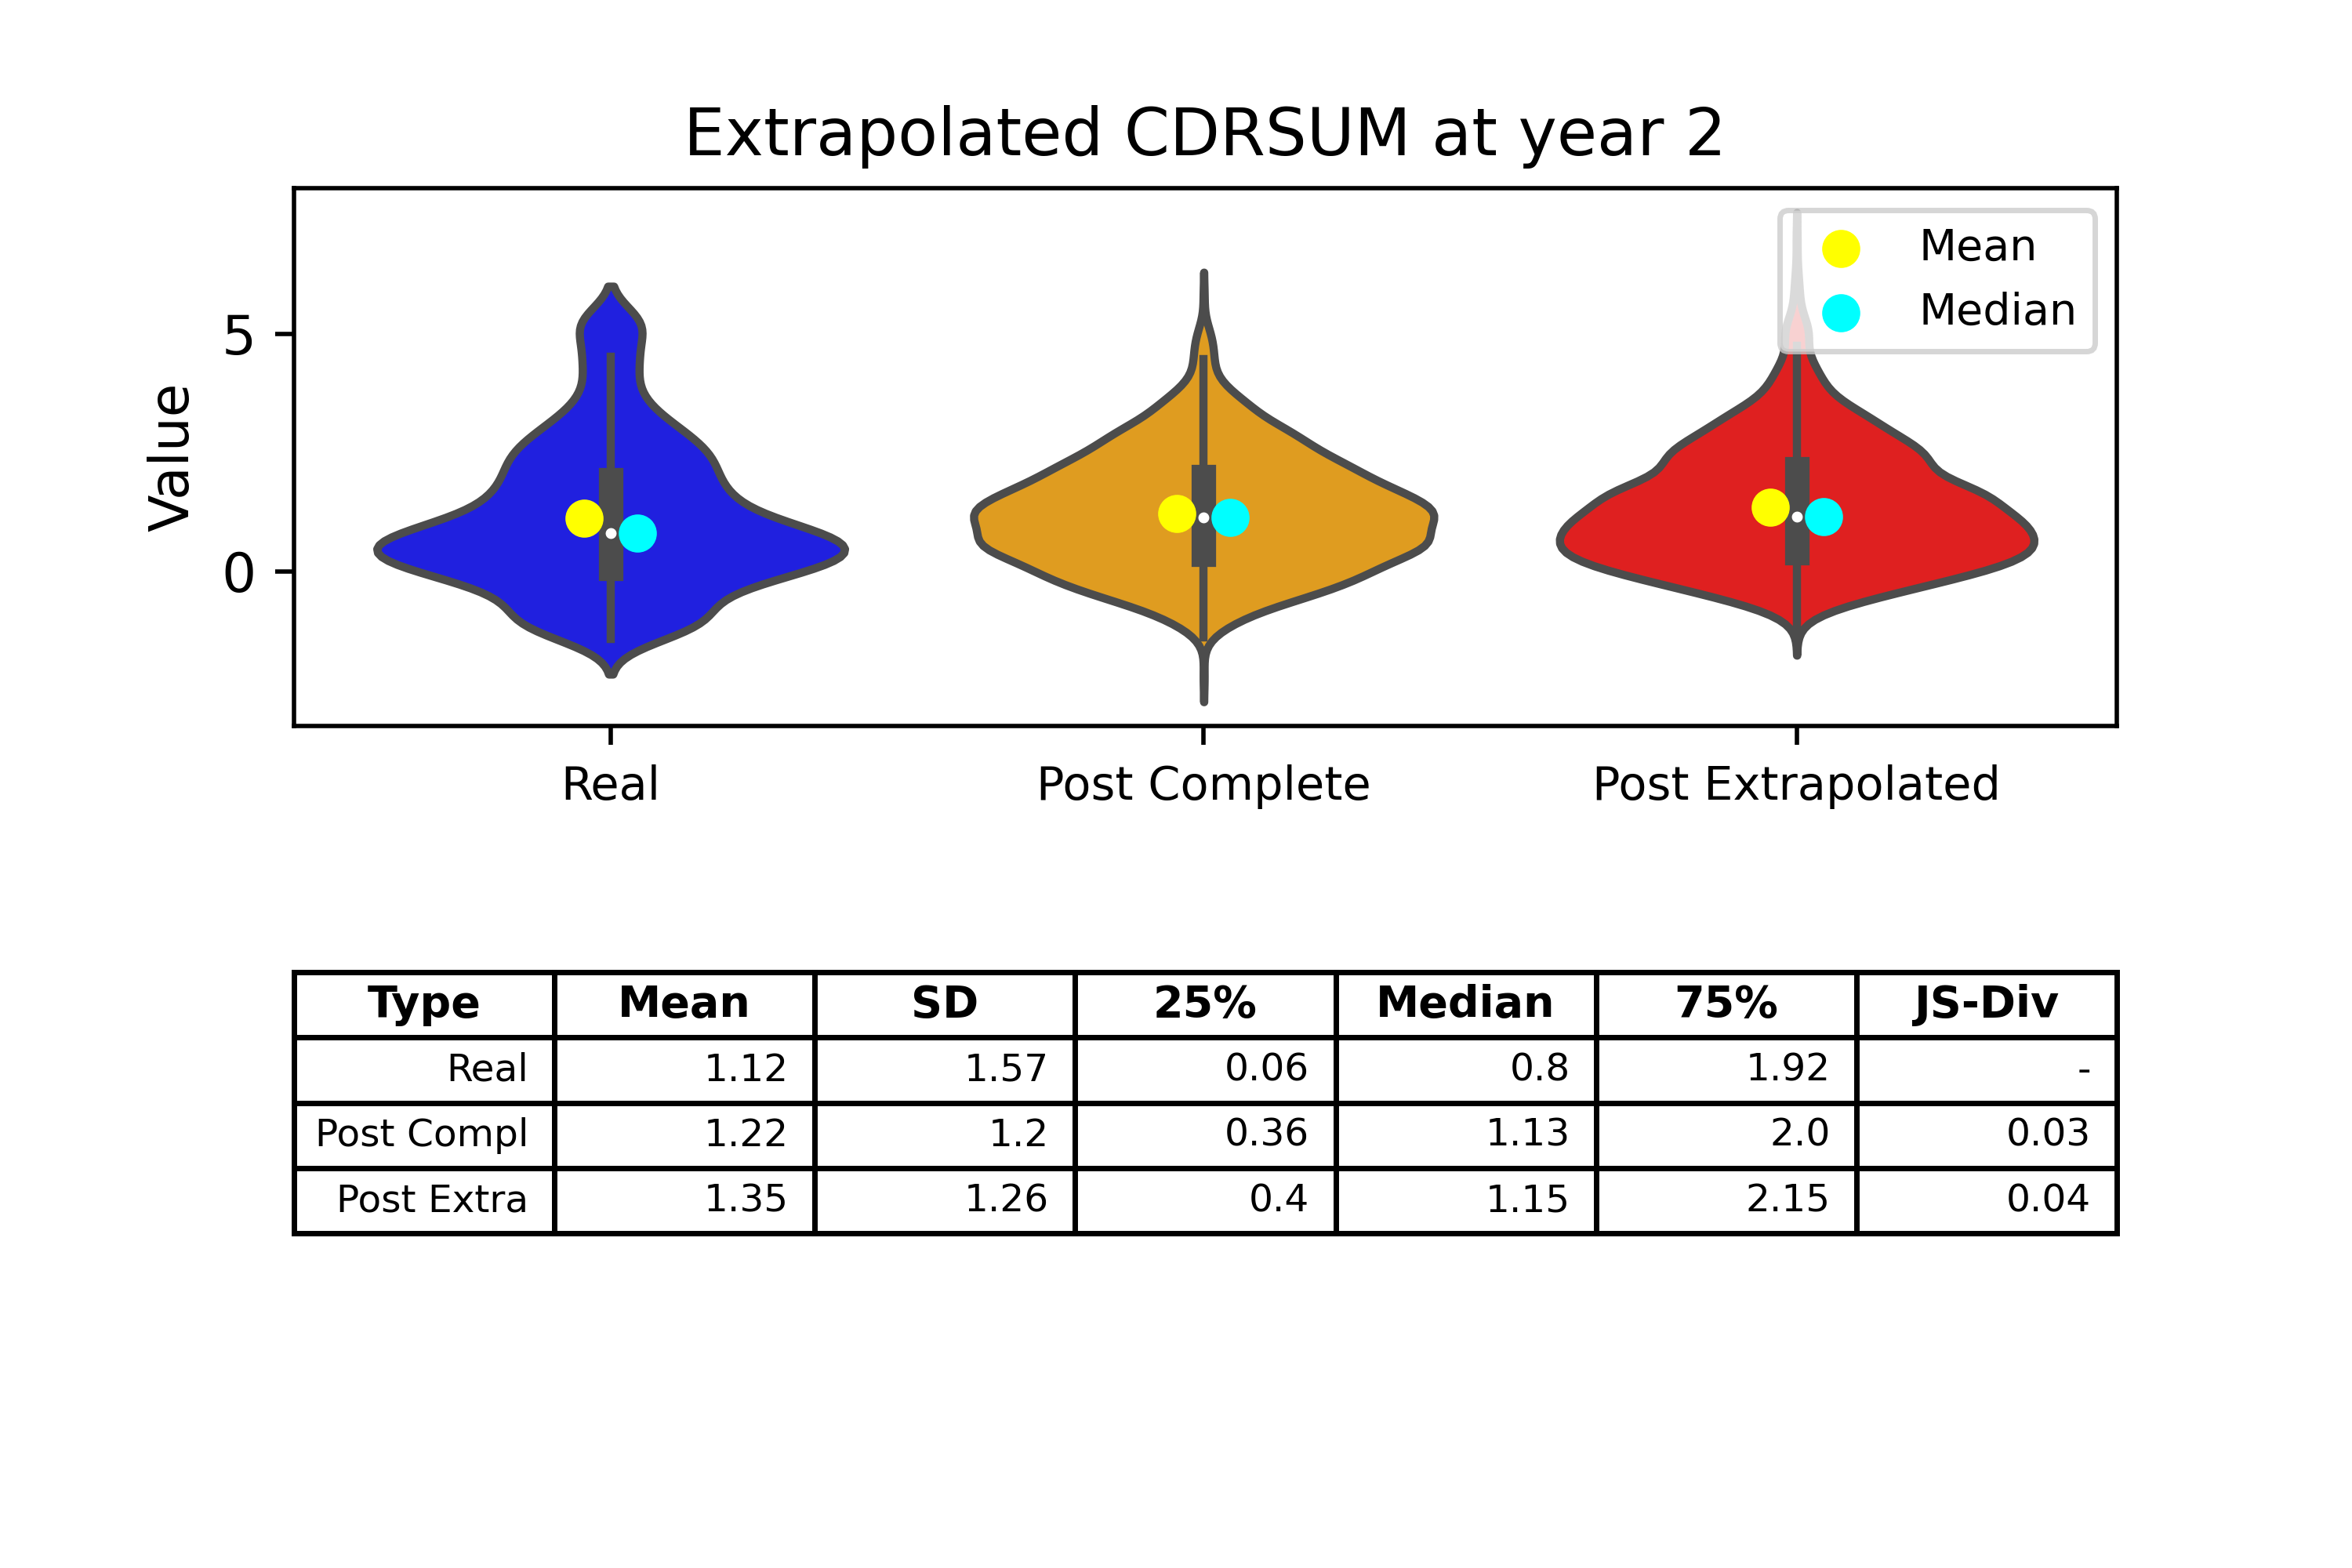 Extrapolated CDRSUM at year 2
Mean
Median
5
0
Value
Real Post Complete Post Extrapolated
Type Mean SD 25% Median 75% JS-Div
Real 1.12 1.57 0.06 0.8 1.92 -
Post Compl 1.22 1.2 0.36 1.13 2.0 0.03
Post Extra 1.35 1.26 0.4 1.15 2.15 0.04